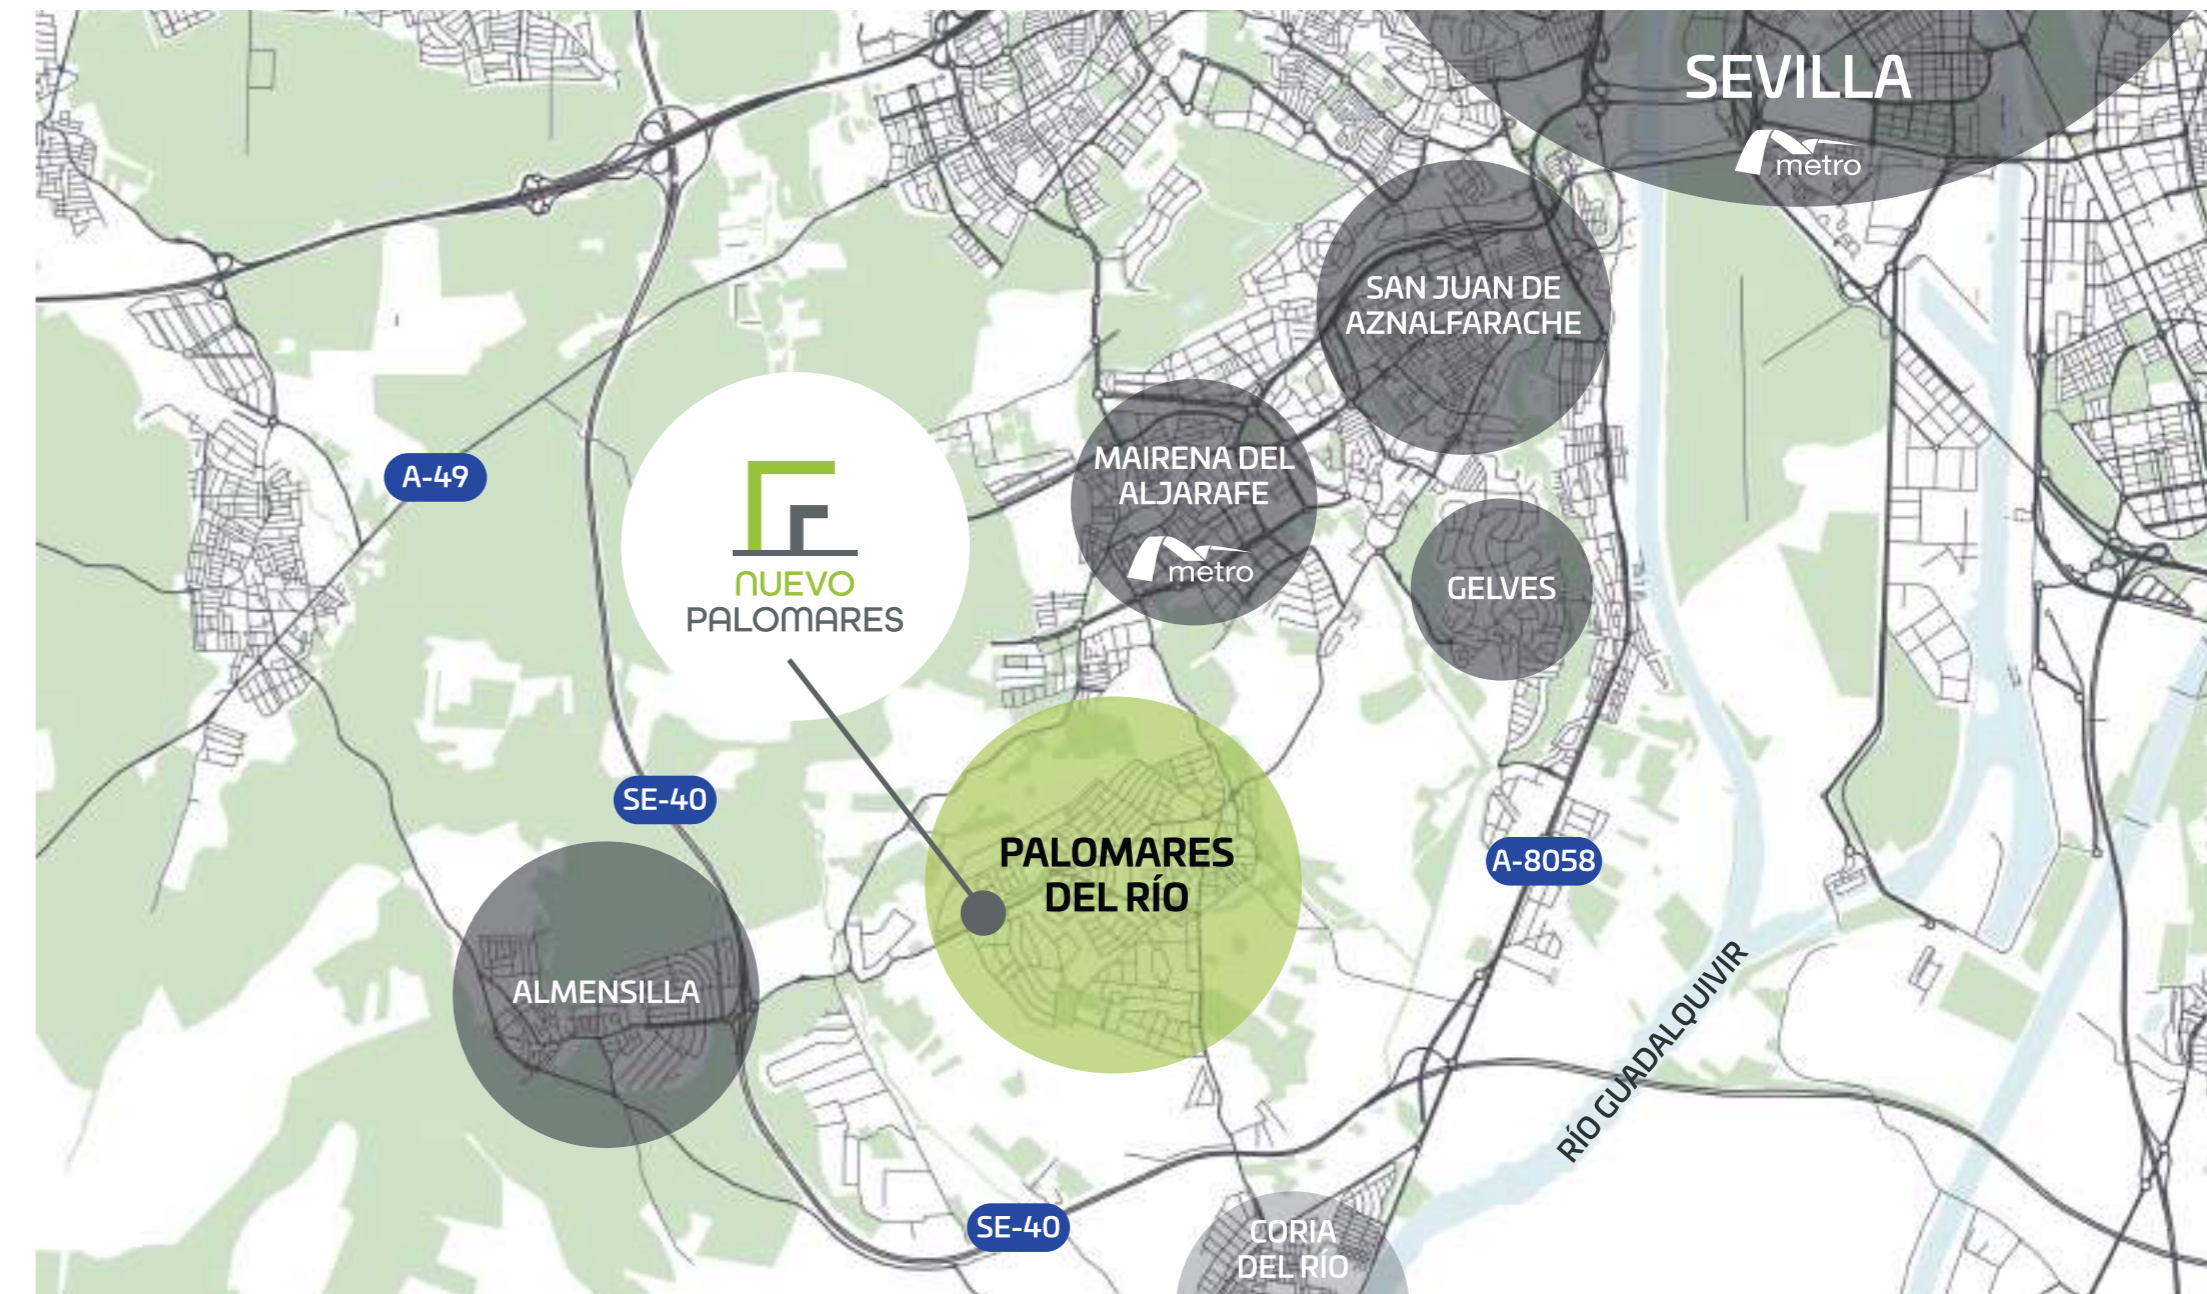 SEVILLA
metro
SAN JUAN DE
AZNALFARACHE
MAIRENA DEL
ALJARAFE
metro
A-49
GELVES
NUEVO
PALOMARES
SE-40
PALOMARES
DEL RÍO
A-8058
ALMENSILLA
RÍO GUADALQUIVIR
SE-40
CORIA
DEL RÍO